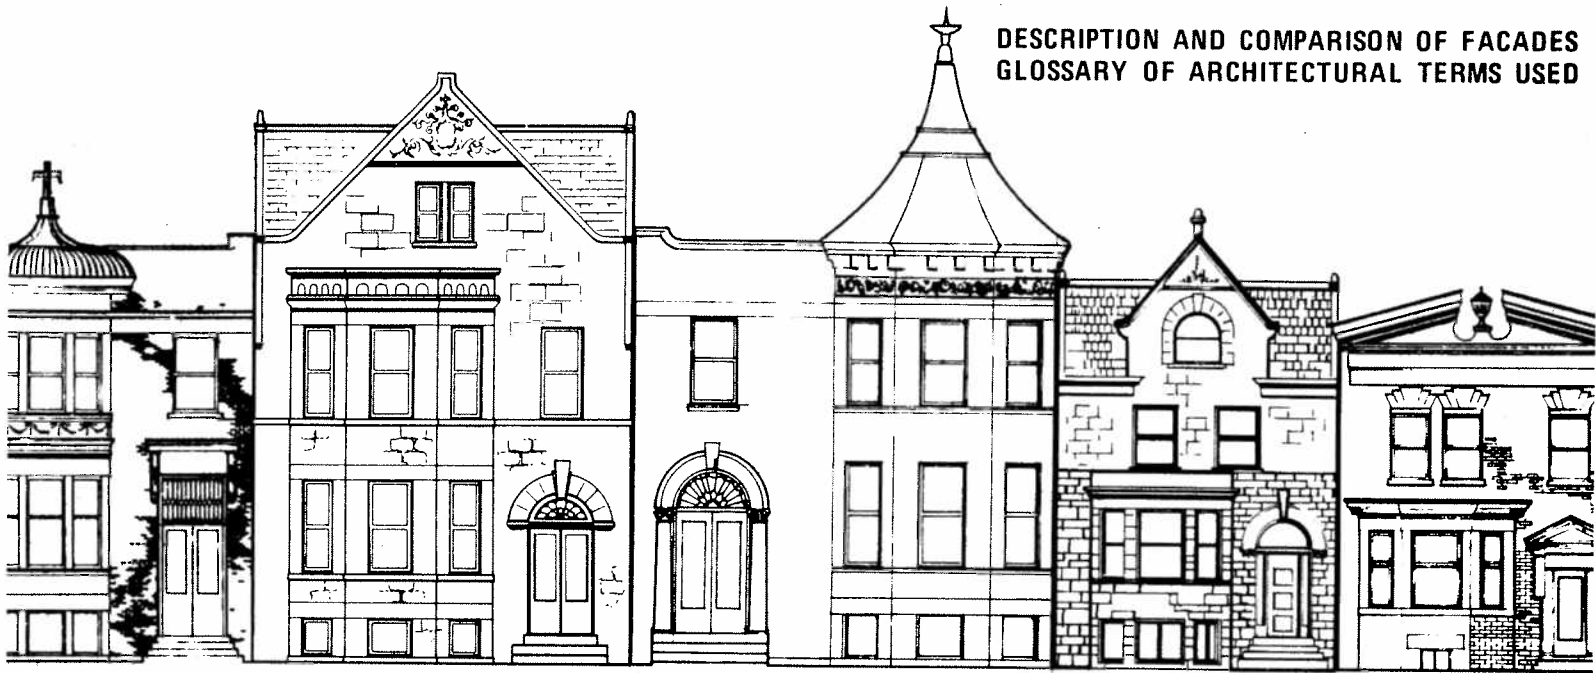 DESCRIPTION AND COMPARISON OF FACADES
GLOSSARY OF ARCHITECTURAL TERMS USED